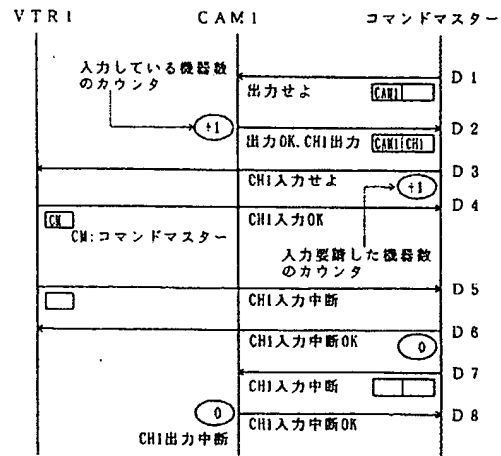 VTR1 CAM1 コマンドマスター
D1
入力している機器数
のカウンタ
出力せよ CAM1
+1 D2
出力OK.CH1出力 CAM1 CH1
D3
CH1入力せよ +1
D4
CM CH1入力OK
CM:コマンドマスター
入力要請した機器数
のカウンタ
D5
CH1入力中断
D6
CH1入力中断OK 0
D7
CH1入力中断
0 D8
CH1入力中断OK
CH1出力中断